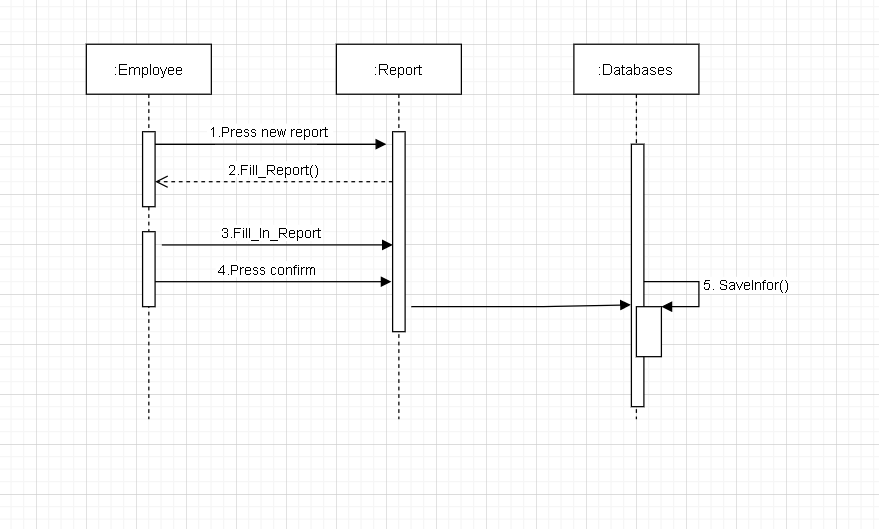 :Employee
:Report
:Databases
1.Press new report
2.Fill_Report()
3.Fill_In_Report
4.Press confirm
5. SaveInfor()